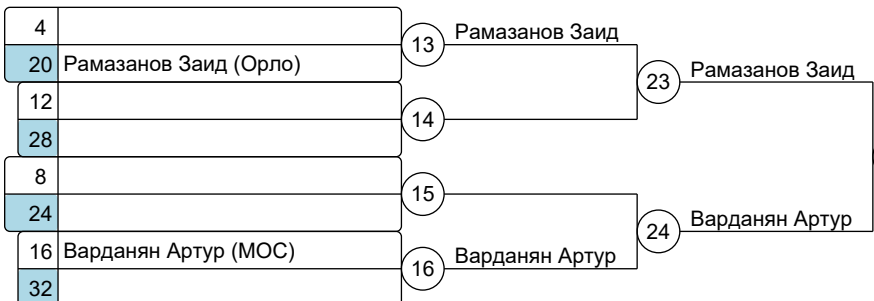 4
13 Рамазанов Заид
20 Рамазанов Заид (Орло)
23 Рамазанов Заид
12
14
28
8
15
24
24 Варданян Артур
16 Варданян Артур (МОС)
16 Варданян Артур
32